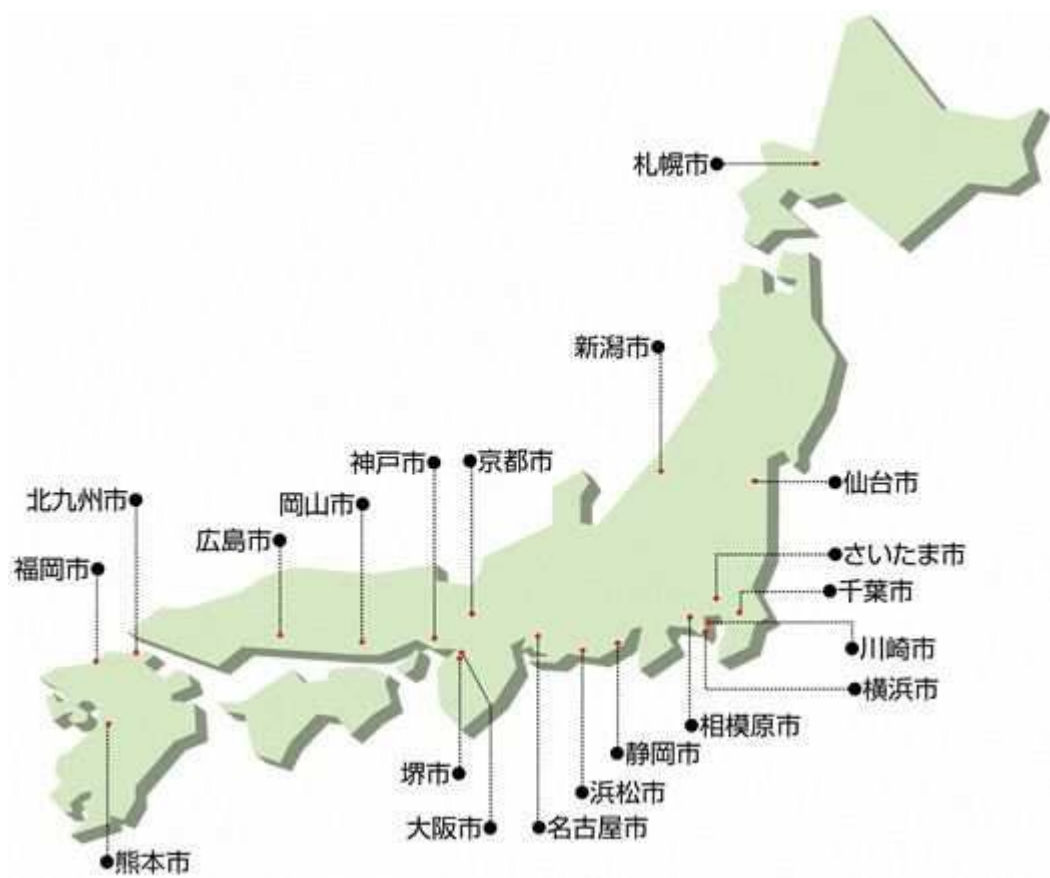 札幌市
新潟市
神戸市
京都市
仙台市
北九州市
岡山市
広島市
さいたま市
福岡市
千葉市
川崎市
横浜市
相模原市
静岡市
堺市
浜松市
大阪市
名古屋市
熊本市